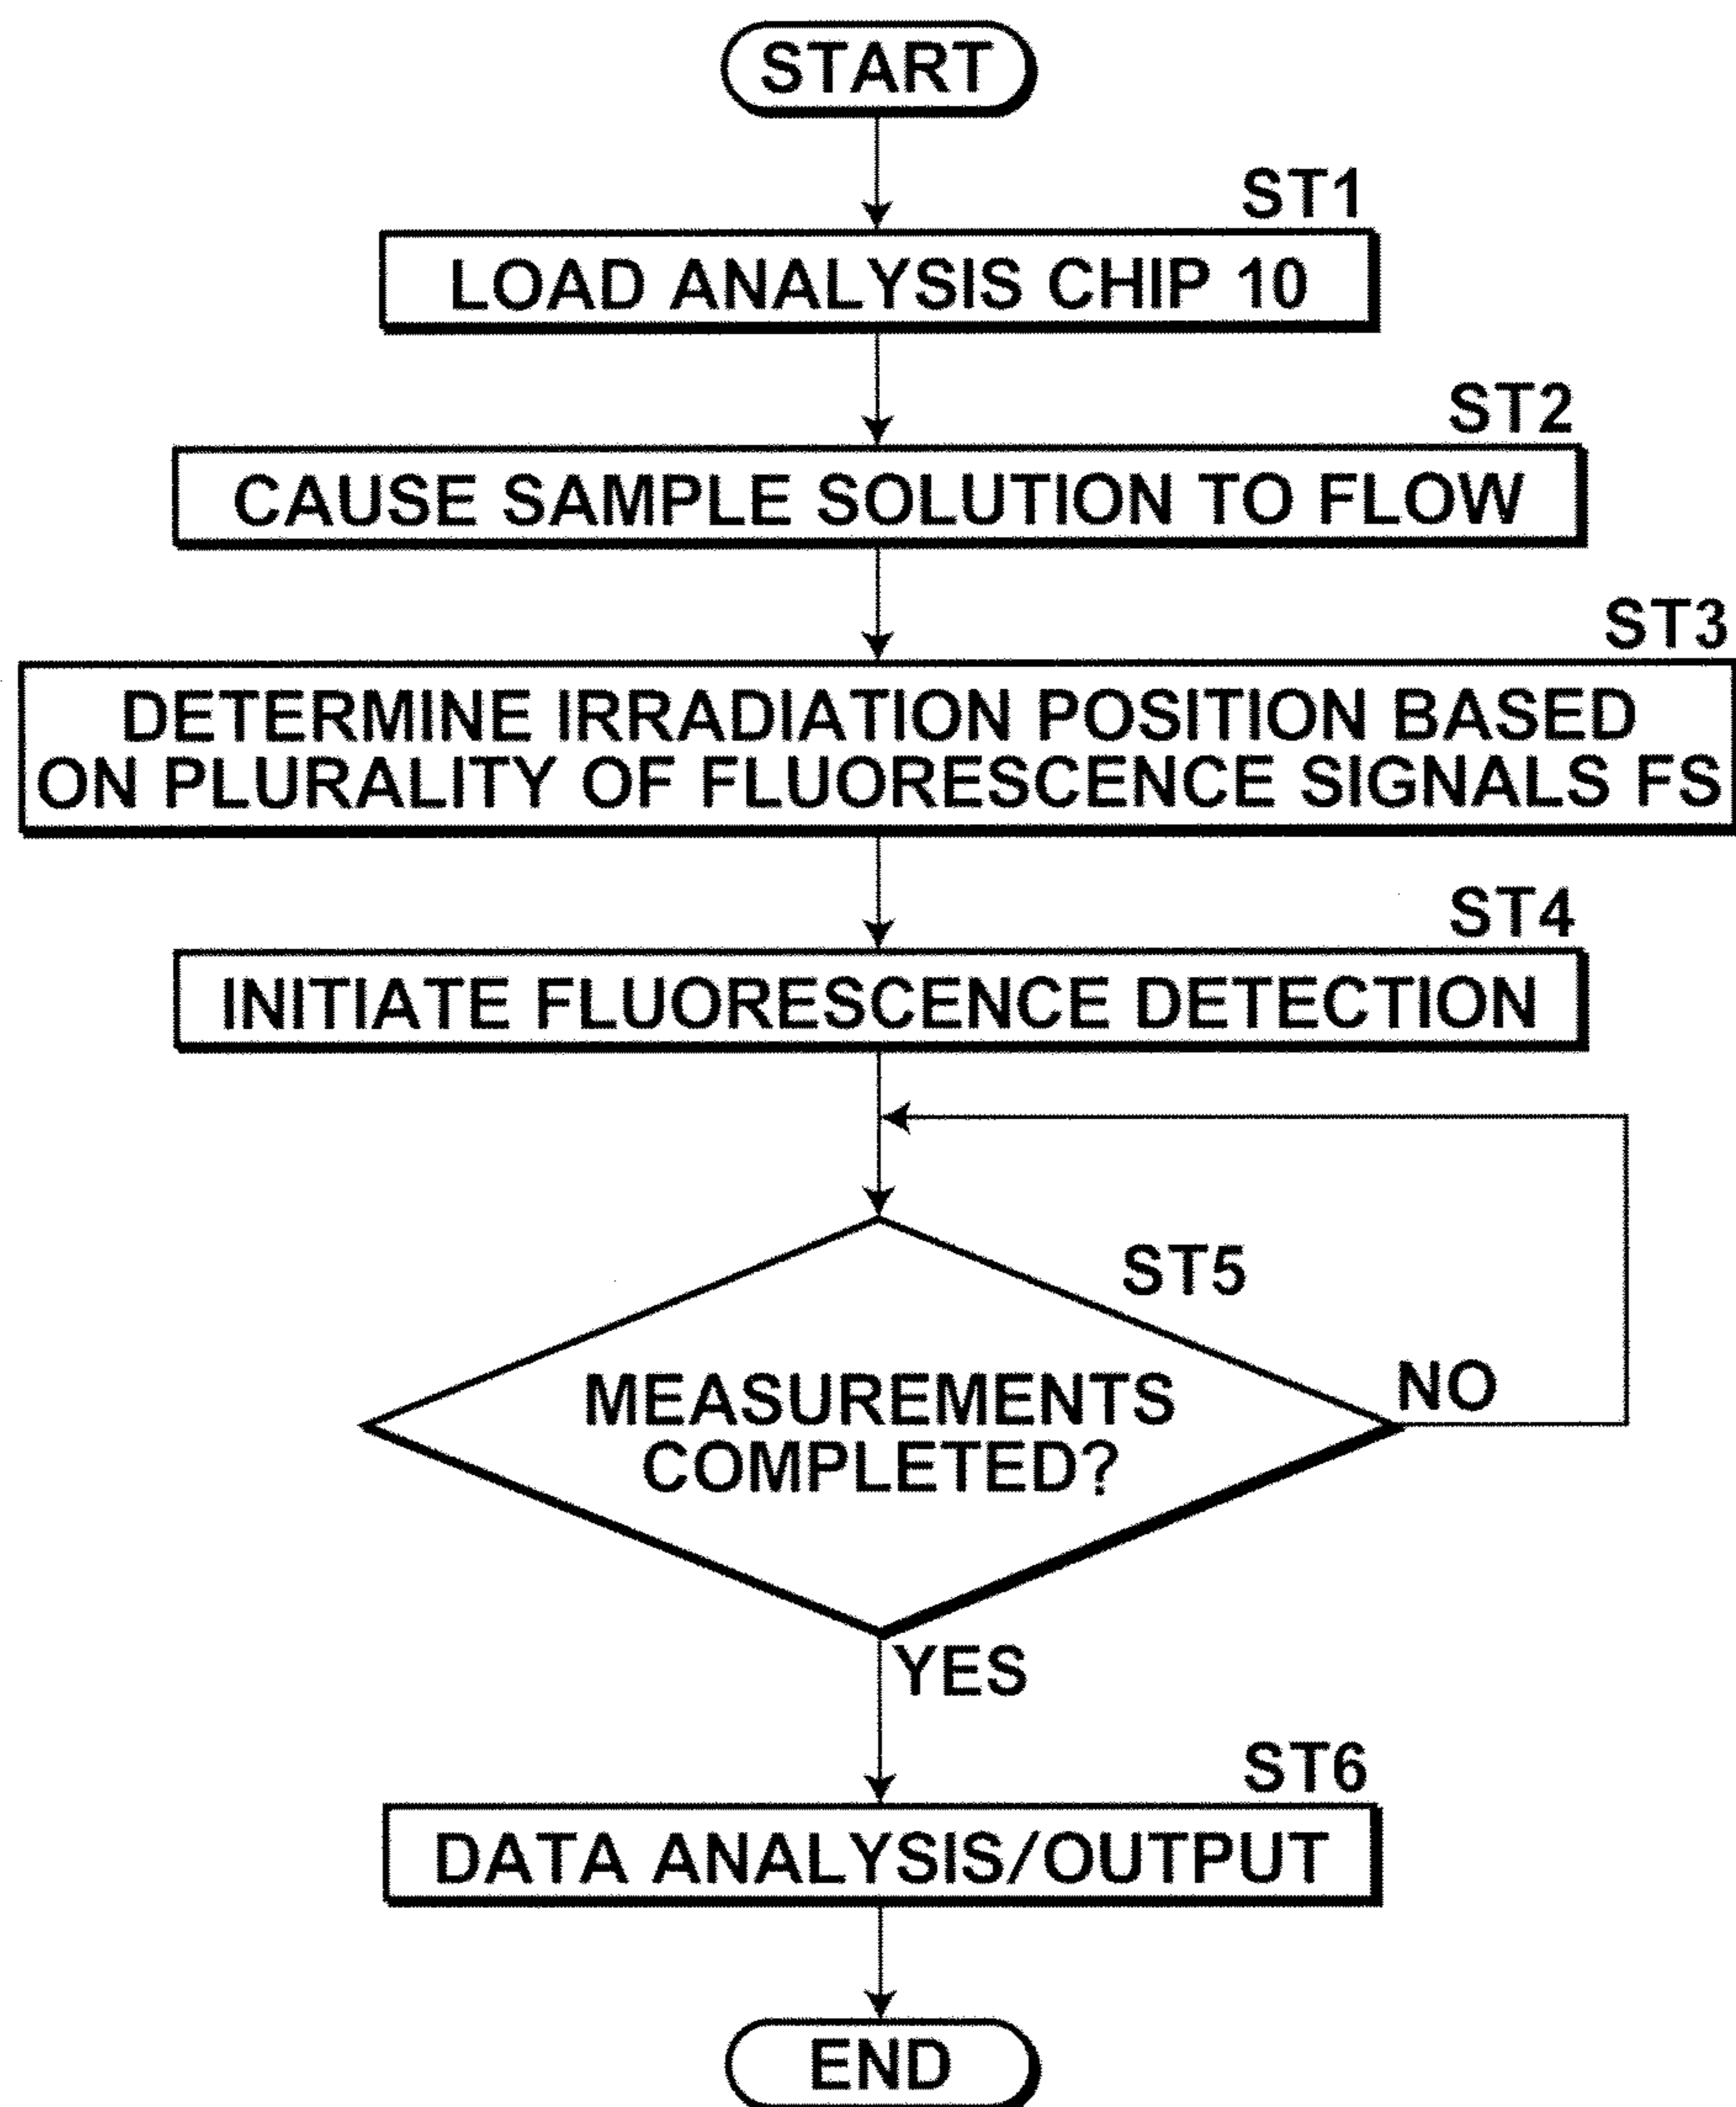 START
ST1
LOAD ANALYSIS CHIP 10
ST2
CAUSE SAMPLE SOLUTION TO FLOW
ST3
DETERMINE IRRADIATION POSITION BASED
ON PLURALITY OF FLUORESCENCE SIGNALS FS
ST4
INITIATE FLUORESCENCE DETECTION
ST5
MEASUREMENTS
COMPLETED?
NO
YES
ST6
DATA ANALYSIS/OUTPUT
END